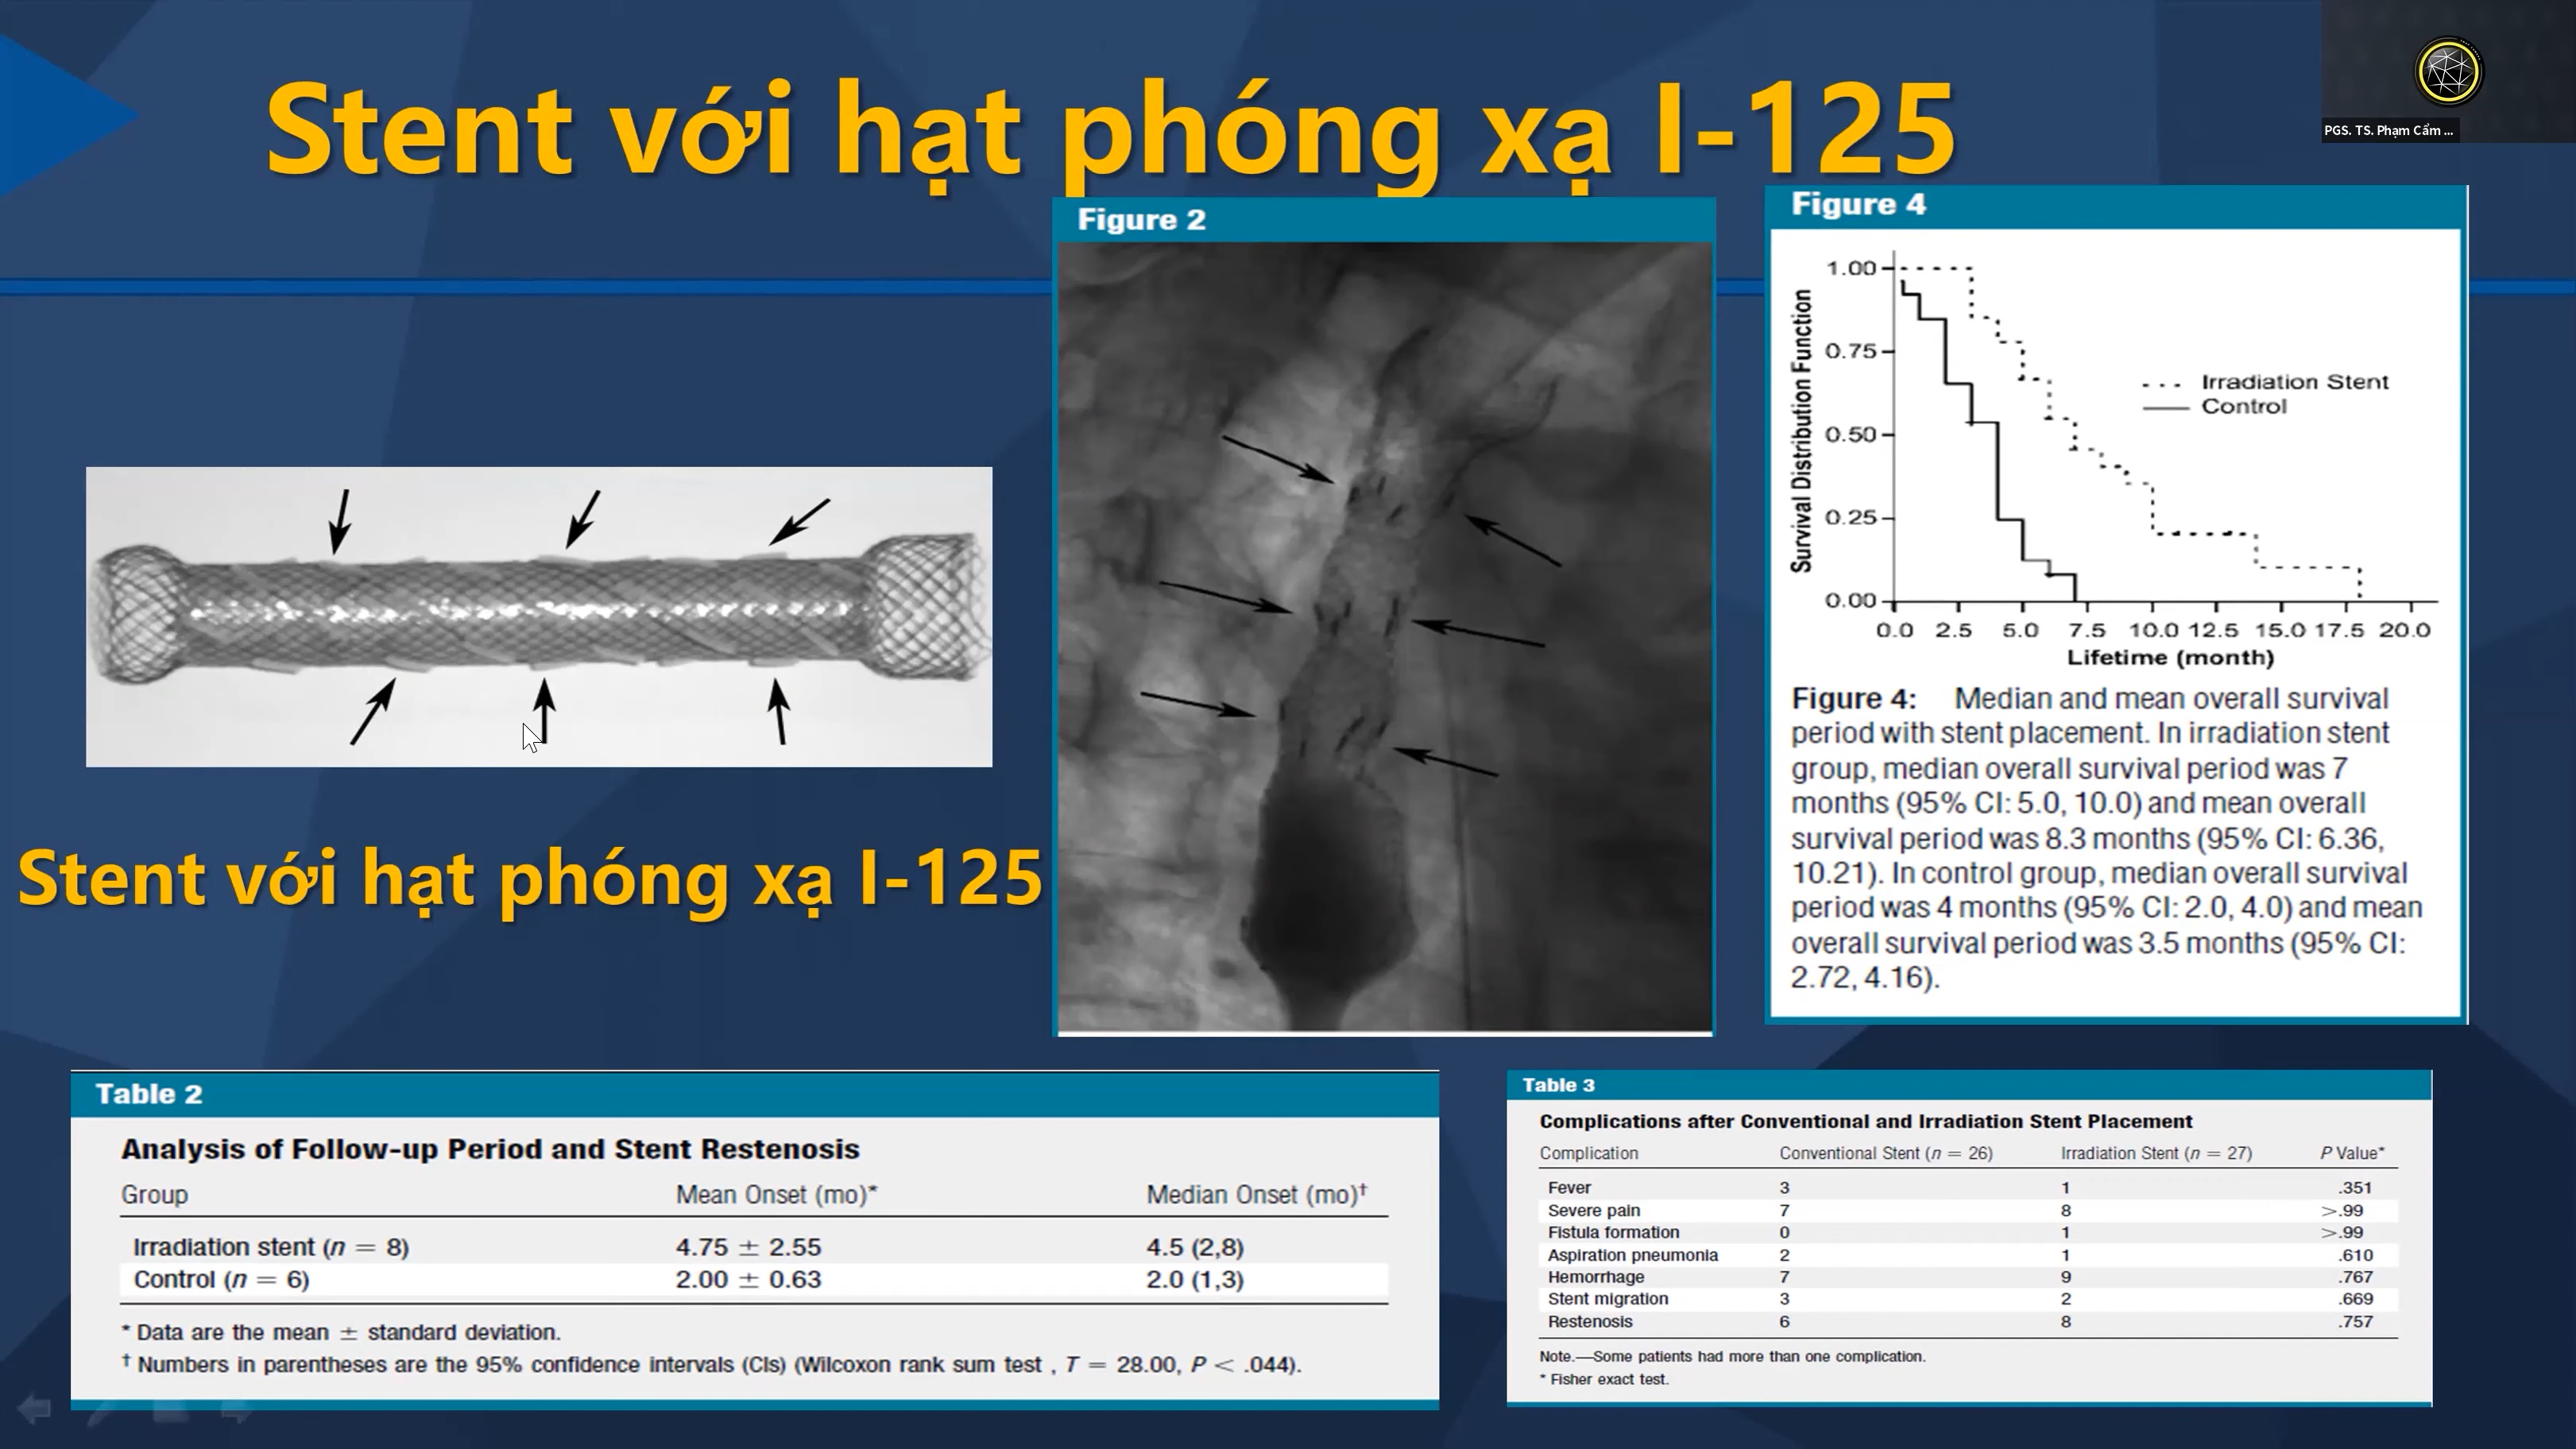 Stent với hạt phóng xạ I-125
PGS. TS. Phạm Cẩm ...
Figure 2
Figure 4
Survival Distribution Function
1.00
0.75
0.50
0.25
0.00
Irradiation Stent
Control
0.0 2.5 5.0 7.5 10.0 12.5 15.0 17.5 20.0
Lifetime (month)
Figure 4: Median and mean overall survival
period with stent placement. In irradiation stent
group, median overall survival period was 7
months (95% CI: 5.0, 10.0) and mean overall
survival period was 8.3 months (95% CI: 6.36,
10.21). In control group, median overall survival
period was 4 months (95% CI: 2.0, 4.0) and mean
overall survival period was 3.5 months (95% CI:
2.72, 4.16).
Stent với hạt phóng xạ I-125
Table 2
Analysis of Follow-up Period and Stent Restenosis
Group Mean Onset (mo)* Median Onset (mo)†
Irradiation stent (n = 8) 4.75 ± 2.55 4.5 (2,8)
Control (n = 6) 2.00 ± 0.63 2.0 (1,3)
* Data are the mean ± standard deviation.
† Numbers in parentheses are the 95% confidence intervals (CIs) (Wilcoxon rank sum test , T = 28.00, P < .044).
Table 3
Complications after Conventional and Irradiation Stent Placement
Complication Conventional Stent (n = 26) Irradiation Stent (n = 27) P Value*
Fever 3 1 .351
Severe pain 7 8 >.99
Fistula formation 0 1 >.99
Aspiration pneumonia 2 1 .610
Hemorrhage 7 9 .767
Stent migration 3 2 .669
Restenosis 6 8 .757
Note.—Some patients had more than one complication.
* Fisher exact test.